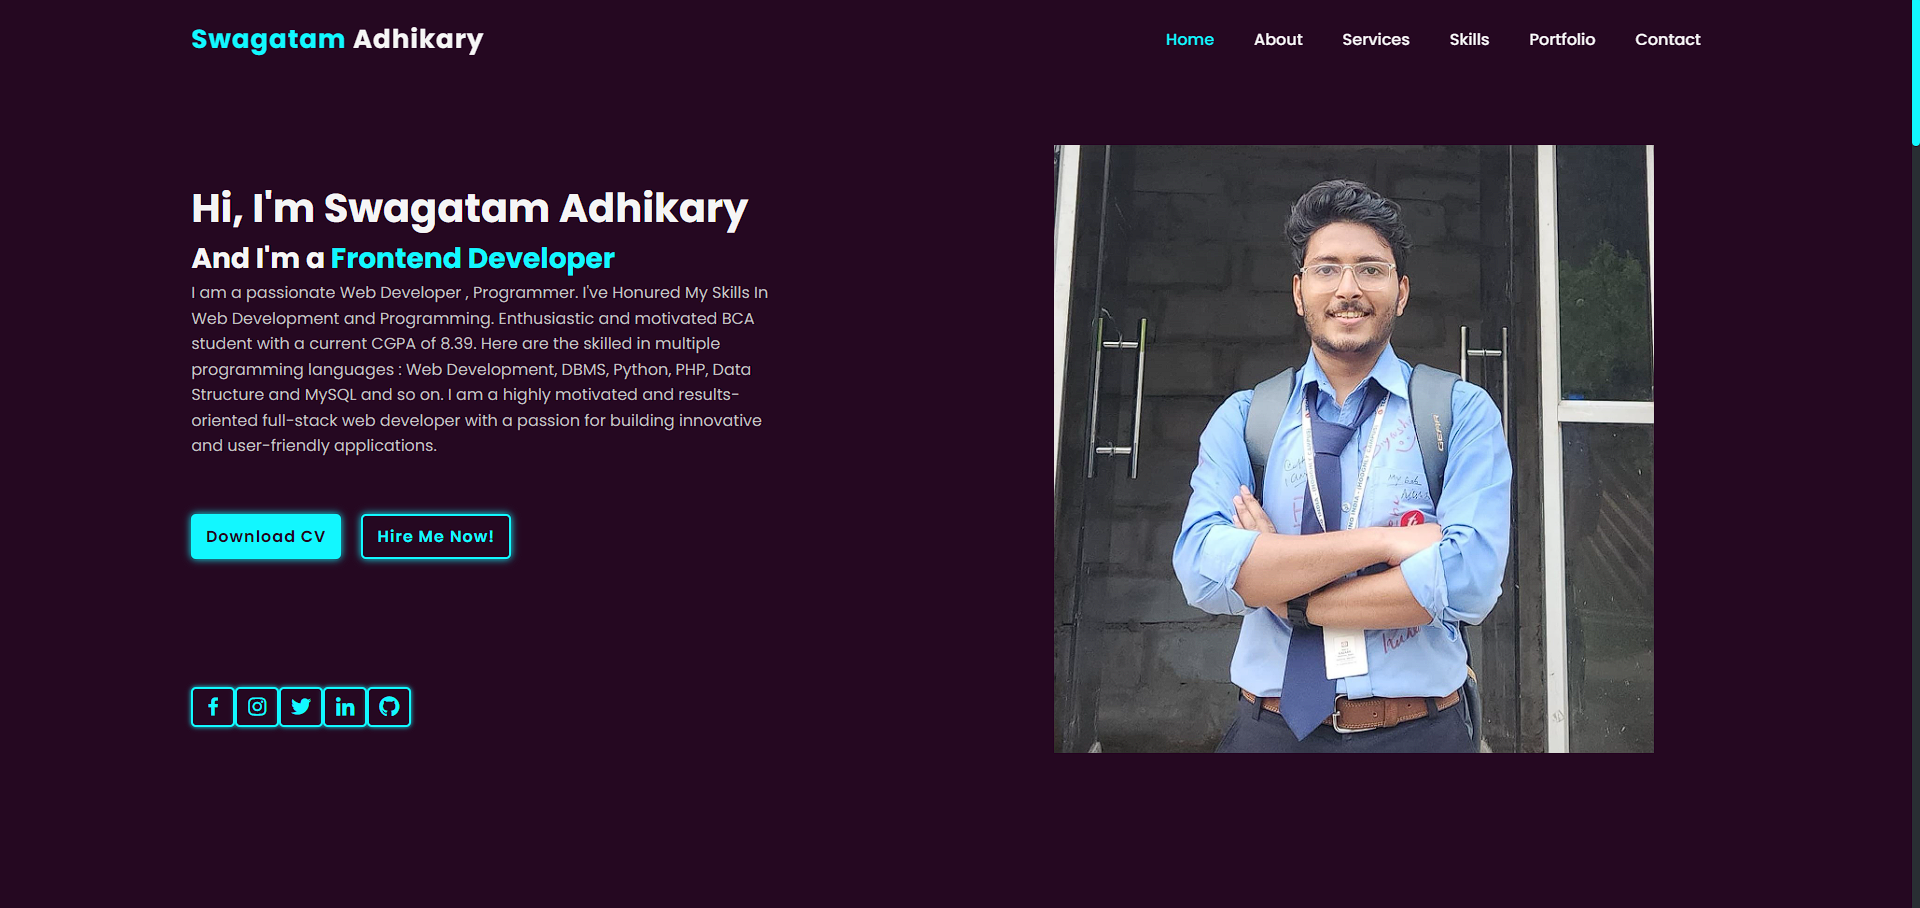 Swagatam Adhikary
Home About Services Skills Portfolio Contact
Hi, I'm Swagatam Adhikary
And I'm a Frontend Developer
I am a passionate Web Developer , Programmer. I've Honured My Skills In
Web Development and Programming. Enthusiastic and motivated BCA
student with a current CGPA of 8.39. Here are the skilled in multiple
programming languages : Web Development, DBMS, Python, PHP, Data
Structure and MySQL and so on. I am a highly motivated and results-
oriented full-stack web developer with a passion for building innovative
and user-friendly applications.
Download CV Hire Me Now!
GEAR